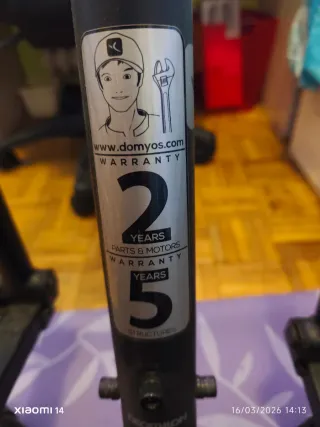 www.domyos.com
WARRANTY
2
YEARS
PARTS & MOTORS
WARRANTY
YEARS
5
STRUCTURES
XIAOMI 14
16/03/2026 14:13